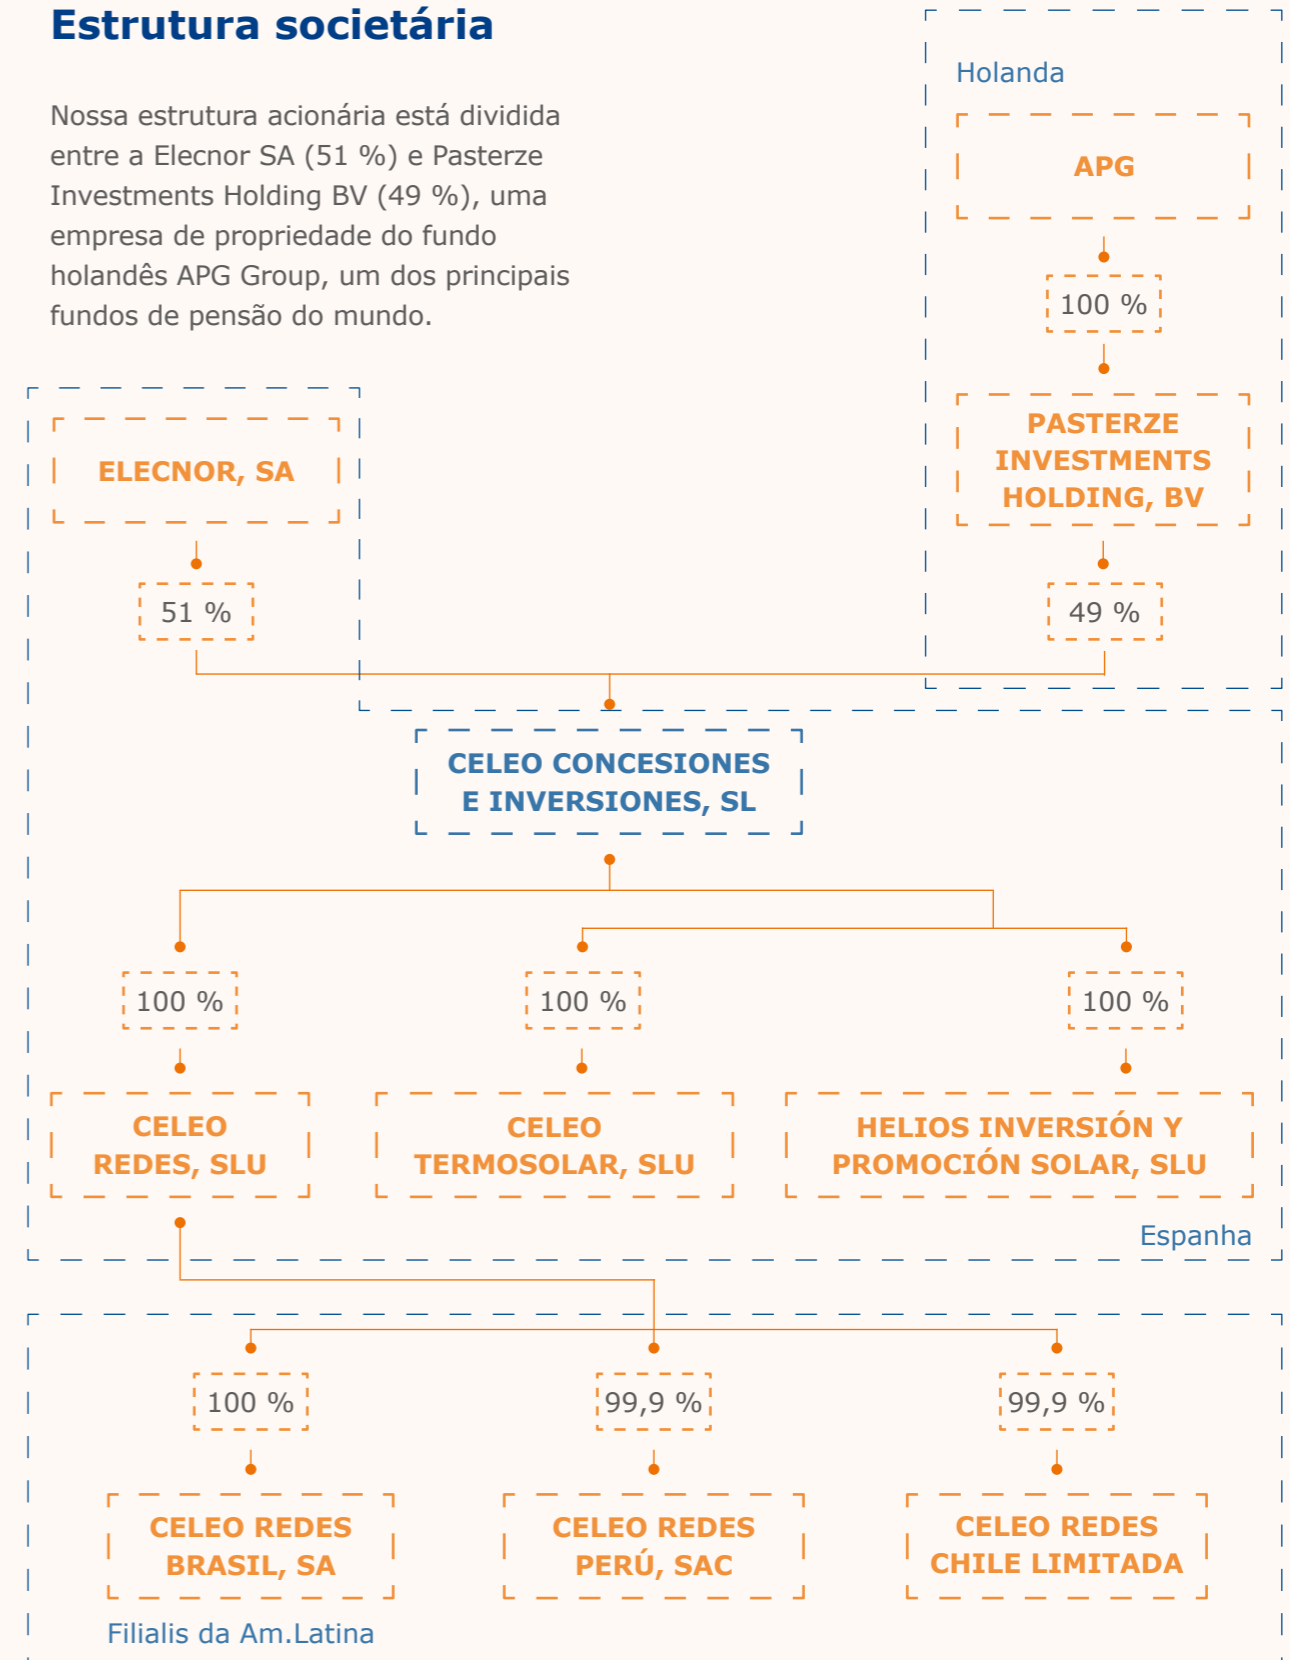 Estrutura societária
Nossa estrutura acionária está dividida
entre a Elecnor SA (51 %) e Pasterze
Investments Holding BV (49 %), uma
empresa de propriedade do fundo
holandês APG Group, um dos principais
fundos de pensão do mundo.
Holanda
APG
100 %
PASTERZE
INVESTMENTS
HOLDING, BV
ELECNOR, SA
51 %
49 %
CELEO CONCESIONES
E INVERSIONES, SL
100 %
100 %
100 %
CELEO
REDES, SLU
CELEO
TERMOSOLAR, SLU
HELIOS INVERSIÓN Y
PROMOCIÓN SOLAR, SLU
Espanha
100 %
99,9 %
99,9 %
CELEO REDES
BRASIL, SA
CELEO REDES
PERÚ, SAC
CELEO REDES
CHILE LIMITADA
Filialis da Am.Latina